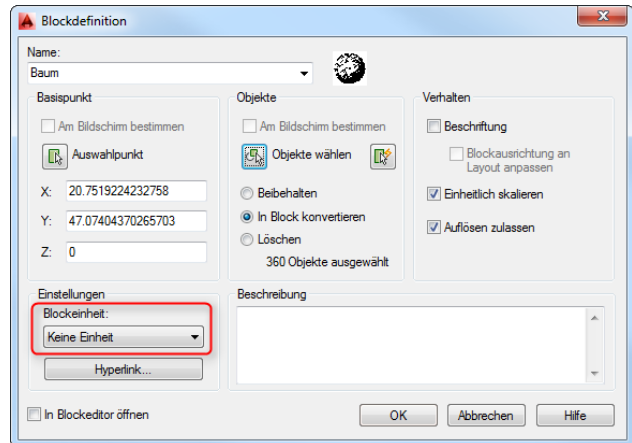 Blockdefinition
Name:
Baum
Basispunkt
Am Bildschirm bestimmen
Auswahlpunkt
X: 20.7519224232758
Y: 47.07404370265703
Z: 0
Objekte
Am Bildschirm bestimmen
Objekte wählen
Beibehalten
In Block konvertieren
Löschen
360 Objekte ausgewählt
Verhalten
Beschriftung
Blockausrichtung an
Layout anpassen
Einheitlich skalieren
Auflösen zulassen
Einstellungen
Blockeinheit:
Keine Einheit
Hyperlink...
Beschreibung
In Blockeditor öffnen
OK
Abbrechen
Hilfe